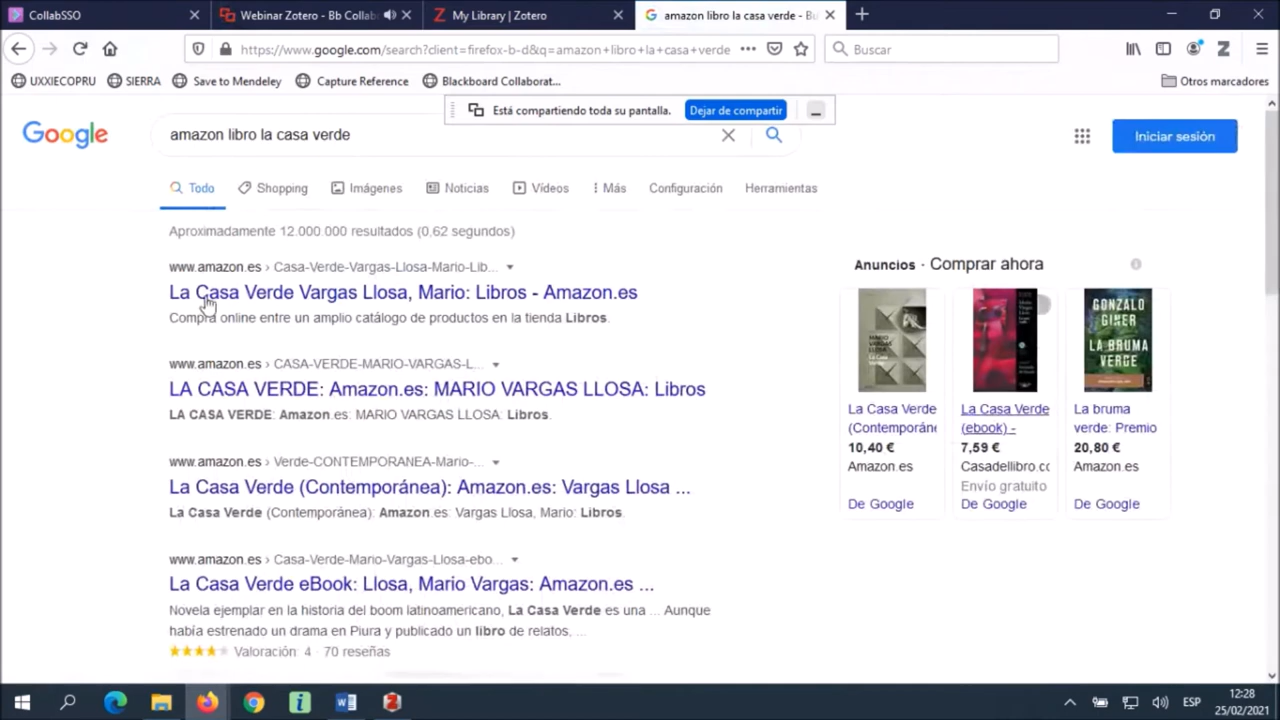 CollabSSO
Webinar Zotero - Bb Collab
My Library | Zotero
amazon libro la casa verde - Bu
https://www.google.com/search?client=firefox-b-d&q=amazon+libro+la+casa+verde
Buscar
UXXIECOPRU
SIERRA
Save to Mendeley
Capture Reference
Blackboard Collaborat...
Otros marcadores
Está compartiendo toda su pantalla.
Dejar de compartir
Google
amazon libro la casa verde
Iniciar sesión
Todo
Shopping
Imágenes
Noticias
Vídeos
Más
Configuración
Herramientas
Aproximadamente 12.000.000 resultados (0,62 segundos)
www.amazon.es › Casa-Verde-Vargas-Llosa-Mario-Lib...
La Casa Verde Vargas Llosa, Mario: Libros - Amazon.es
Compra online entre un amplio catálogo de productos en la tienda Libros.
www.amazon.es › CASA-VERDE-MARIO-VARGAS-L...
LA CASA VERDE: Amazon.es: MARIO VARGAS LLOSA: Libros
LA CASA VERDE: Amazon.es: MARIO VARGAS LLOSA: Libros.
www.amazon.es › Verde-CONTEMPORANEA-Mario-...
La Casa Verde (Contemporánea): Amazon.es: Vargas Llosa ...
La Casa Verde (Contemporánea): Amazon.es: Vargas Llosa, Mario: Libros.
www.amazon.es › Casa-Verde-Mario-Vargas-Llosa-ebo...
La Casa Verde eBook: Llosa, Mario Vargas: Amazon.es ...
Novela ejemplar en la historia del boom latinoamericano, La Casa Verde es una ... Aunque
había estrenado un drama en Piura y publicado un libro de relatos, ...
Valoración: 4 · 70 reseñas
Anuncios · Comprar ahora
GONZALO
GINER
LA BRUMA
VERDE
La Casa Verde
(Contemporáne
10,40 €
Amazon.es
De Google
La Casa Verde
(ebook) -
7,59 €
Casadellibro.co
Envío gratuito
De Google
La bruma
verde: Premio
20,80 €
Amazon.es
De Google
ESP
12:28
25/02/2021